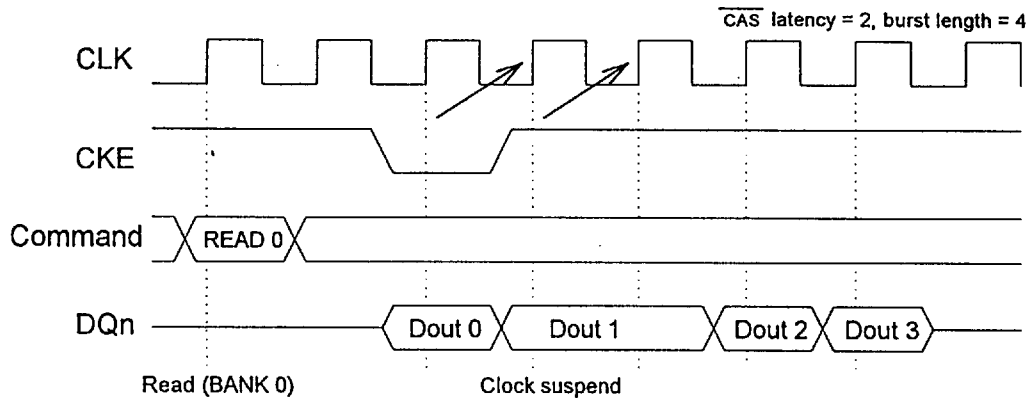 CAS latency = 2, burst length = 4
CLK
CKE
Command READ 0
DQn Dout 0 Dout 1 Dout 2 Dout 3
Read (BANK 0) Clock suspend